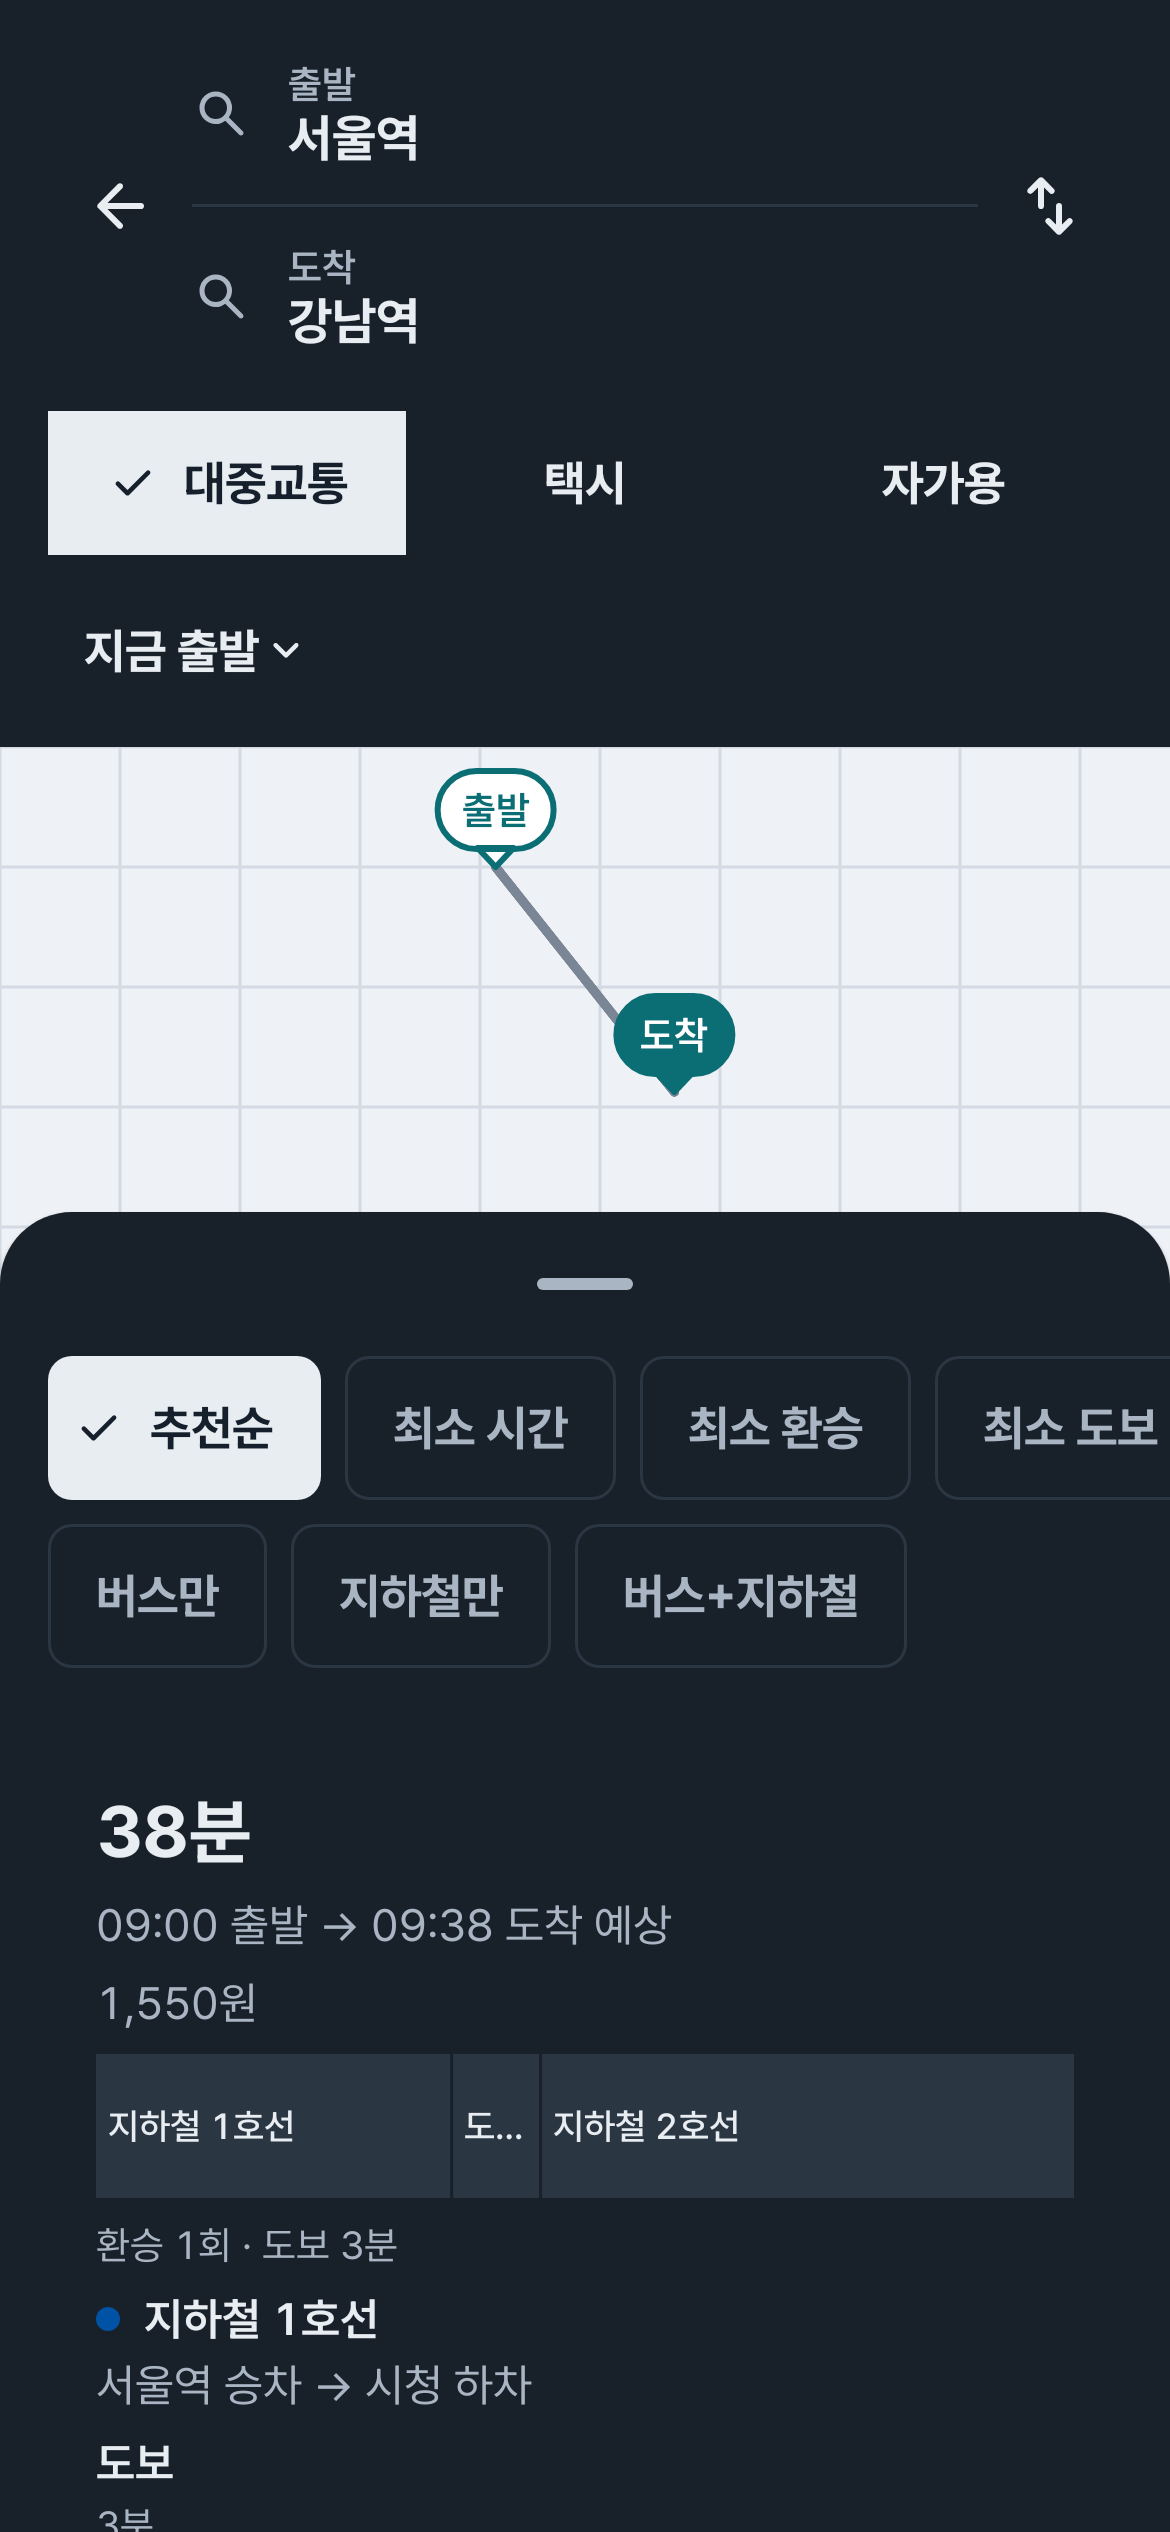 출발
서울역
도착
강남역
대중교통 택시 자가용
지금 출발
출발
도착
추천순 최소 시간 최소 환승 최소 도보
버스만 지하철만 버스+지하철
38분
09:00 출발 → 09:38 도착 예상
1,550원
지하철 1호선 도... 지하철 2호선
환승 1회 · 도보 3분
지하철 1호선
서울역 승차 → 시청 하차
도보
3분